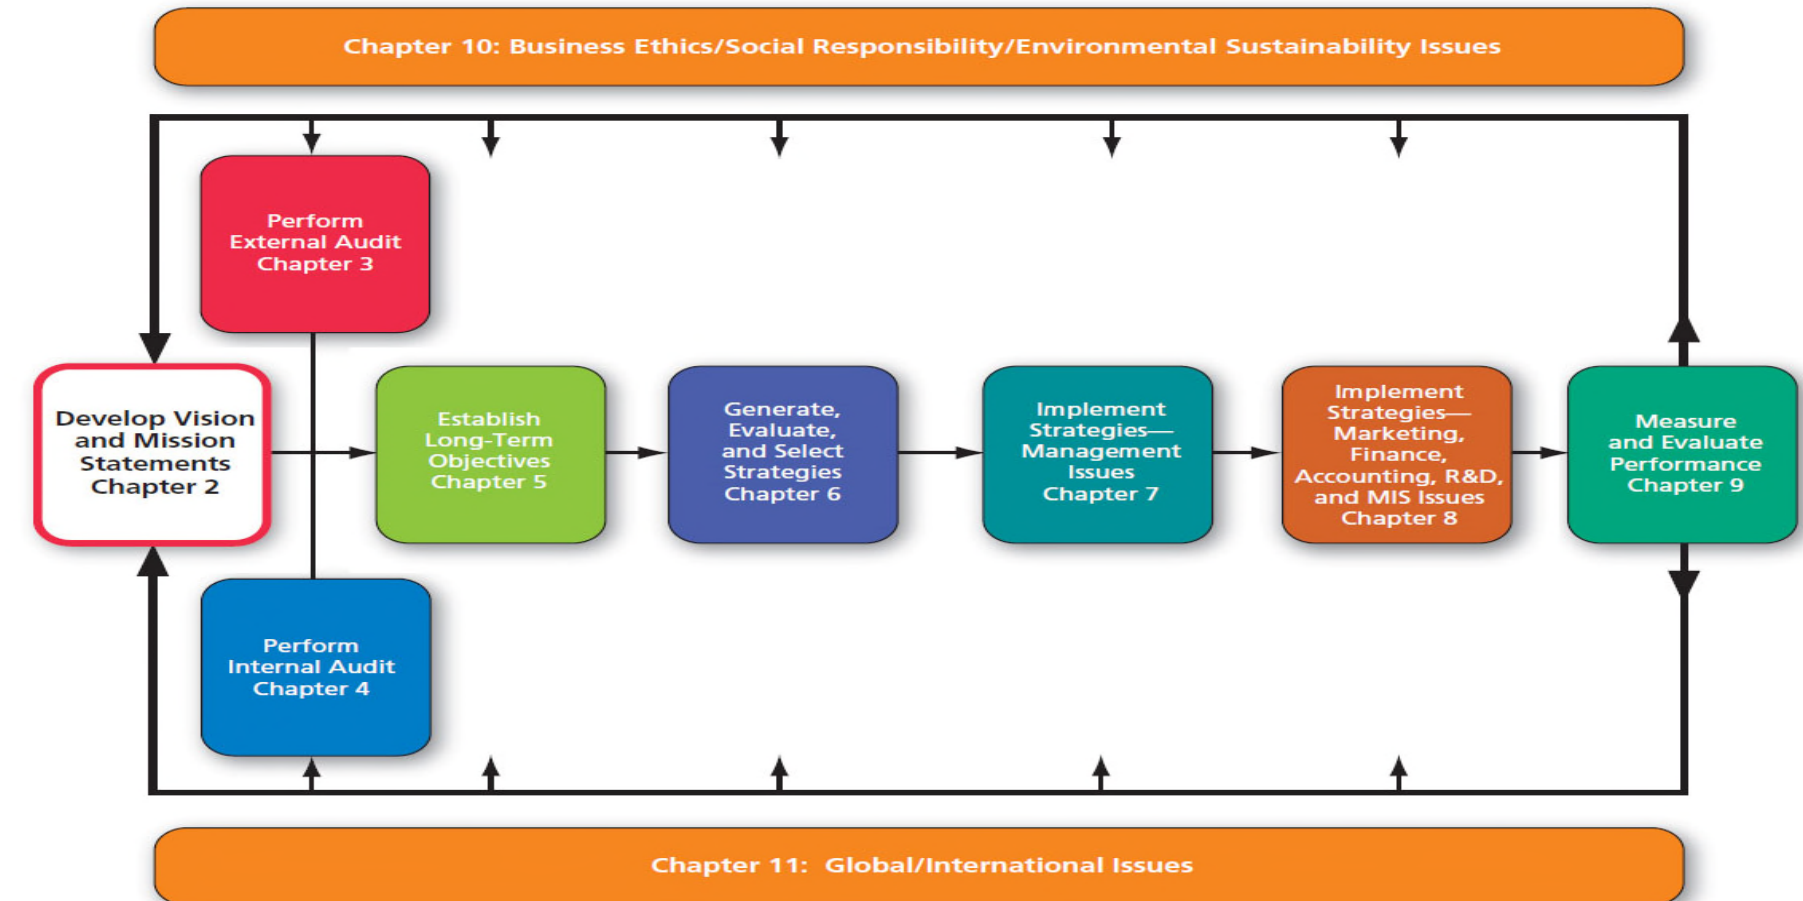 Chapter 10: Business Ethics/Social Responsibility/Environmental Sustainability Issues
Perform
External Audit
Chapter 3
Develop Vision
and Mission
Statements
Chapter 2
Establish
Long-Term
Objectives
Chapter 5
Generate,
Evaluate,
and Select
Strategies
Chapter 6
Implement
Strategies—
Management
Issues
Chapter 7
Implement
Strategies—
Marketing,
Finance,
Accounting, R&D,
and MIS Issues
Chapter 8
Measure
and Evaluate
Performance
Chapter 9
Perform
Internal Audit
Chapter 4
Chapter 11: Global/International Issues